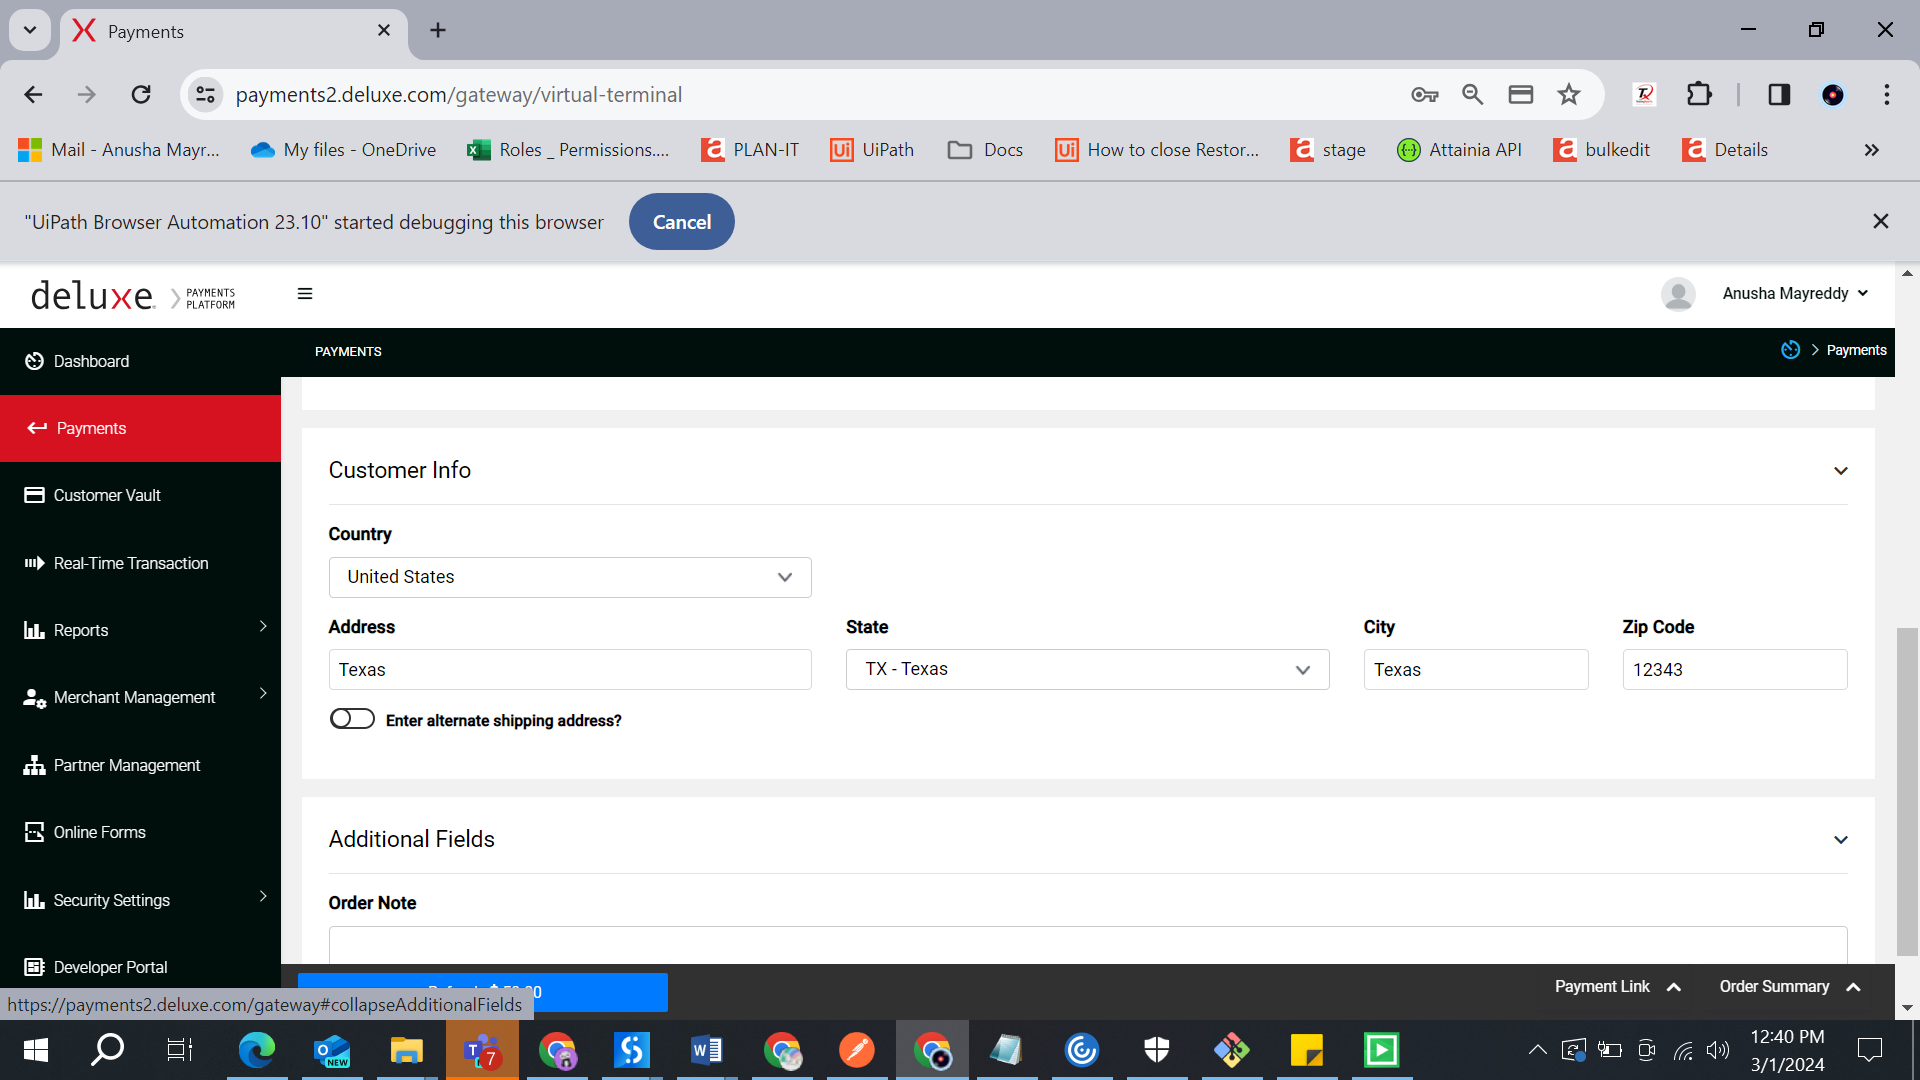 Payments
payments2.deluxe.com/gateway/virtual-terminal
Mail - Anusha Mayr...
My files - OneDrive
Roles _ Permissions....
PLAN-IT
UiPath
Docs
How to close Restor...
stage
Attainia API
bulkedit
Details
"UiPath Browser Automation 23.10" started debugging this browser
Cancel
deluxe
PAYMENTS
PLATFORM
Anusha Mayreddy
Dashboard
Payments
Customer Vault
Real-Time Transaction
Reports
Merchant Management
Partner Management
Online Forms
Security Settings
Developer Portal
PAYMENTS
Payments
Customer Info
Country
United States
Address
State
City
Zip Code
Texas
TX - Texas
Texas
12343
Enter alternate shipping address?
Additional Fields
Order Note
Payment Link
Order Summary
https://payments2.deluxe.com/gateway#collapseAdditionalFields
NEW
7
12:40 PM
3/1/2024